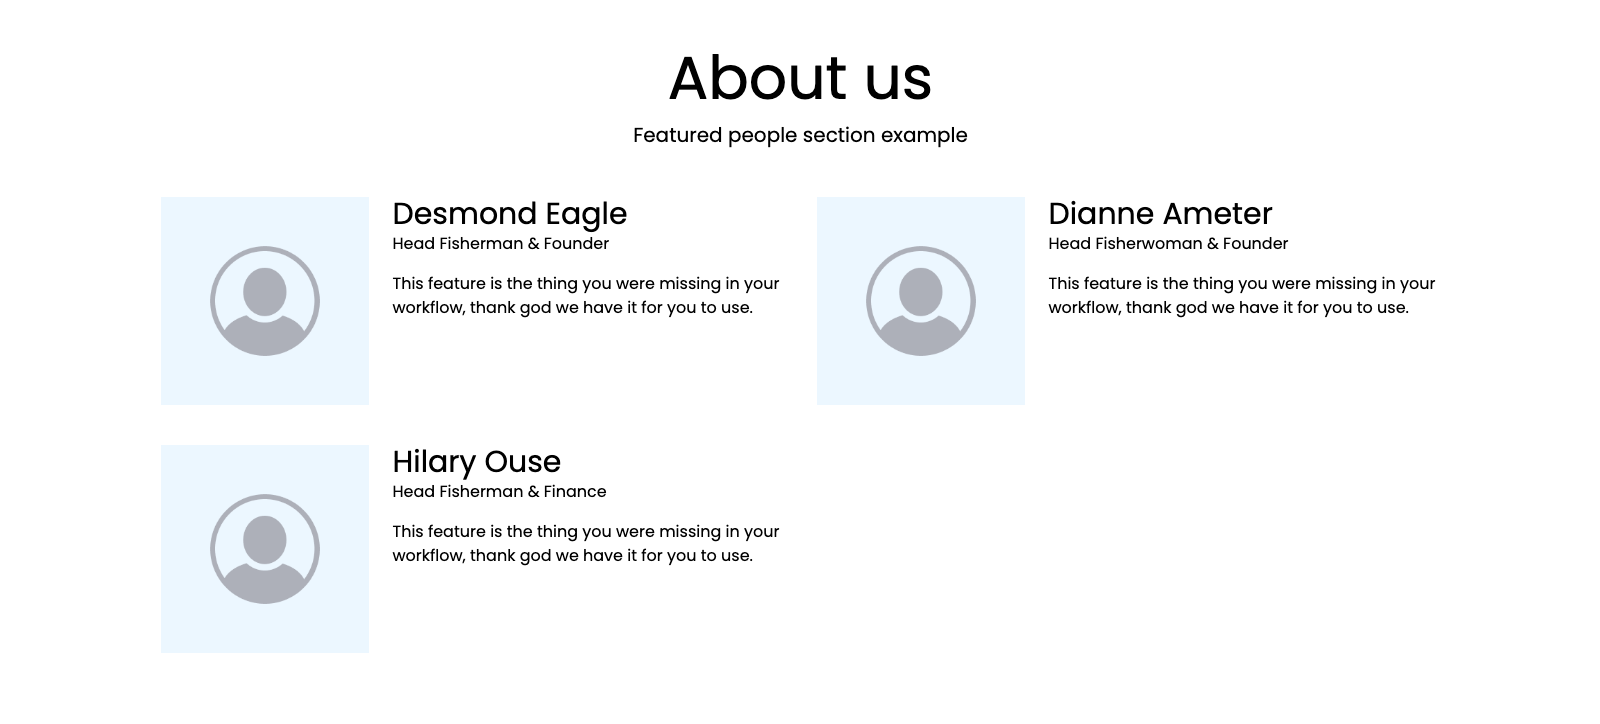 About us
Featured people section example
Desmond Eagle
Head Fisherman & Founder
This feature is the thing you were missing in your
workflow, thank god we have it for you to use.
Dianne Ameter
Head Fisherwoman & Founder
This feature is the thing you were missing in your
workflow, thank god we have it for you to use.
Hilary Ouse
Head Fisherman & Finance
This feature is the thing you were missing in your
workflow, thank god we have it for you to use.